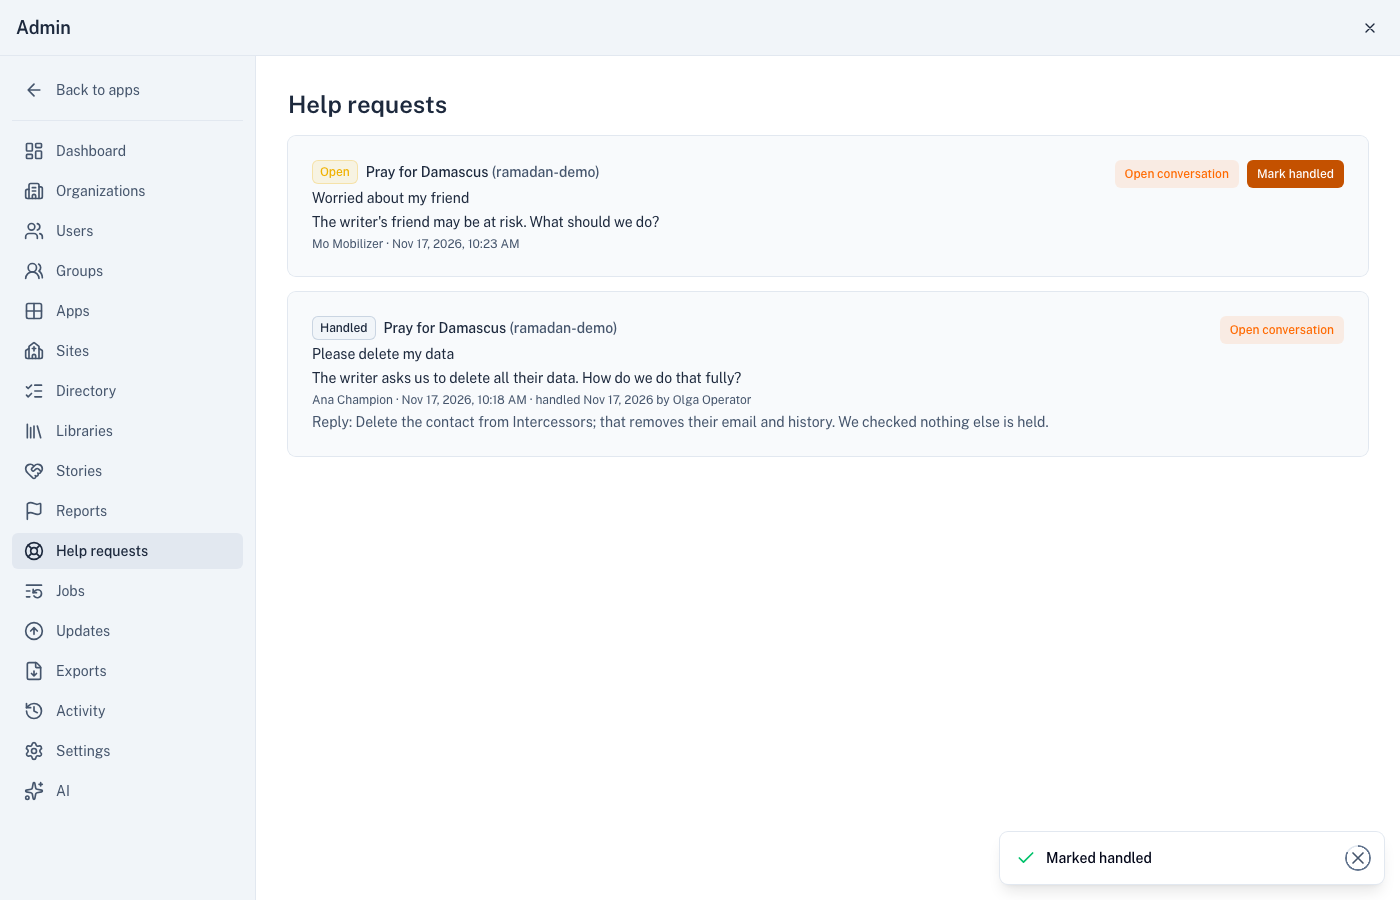 Admin
Back to apps
Dashboard
Organizations
Users
Groups
Apps
Sites
Directory
Libraries
Stories
Reports
Help requests
Jobs
Updates
Exports
Activity
Settings
AI
Help requests
Open Pray for Damascus (ramadan-demo) Open conversation Mark handled
Worried about my friend
The writer's friend may be at risk. What should we do?
Mo Mobilizer · Nov 17, 2026, 10:23 AM
Handled Pray for Damascus (ramadan-demo) Open conversation
Please delete my data
The writer asks us to delete all their data. How do we do that fully?
Ana Champion · Nov 17, 2026, 10:18 AM · handled Nov 17, 2026 by Olga Operator
Reply: Delete the contact from Intercessors; that removes their email and history. We checked nothing else is held.
Marked handled